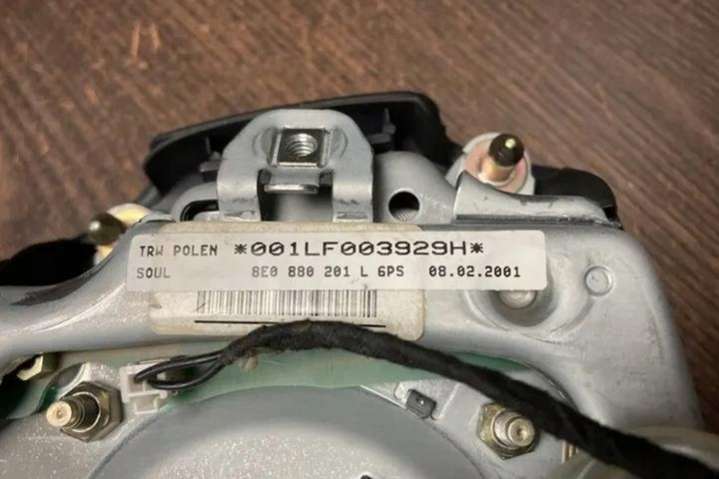 TRW POLEN *001LF003929H*
SOUL 8E0 880 201 L 6PS 08.02.2001